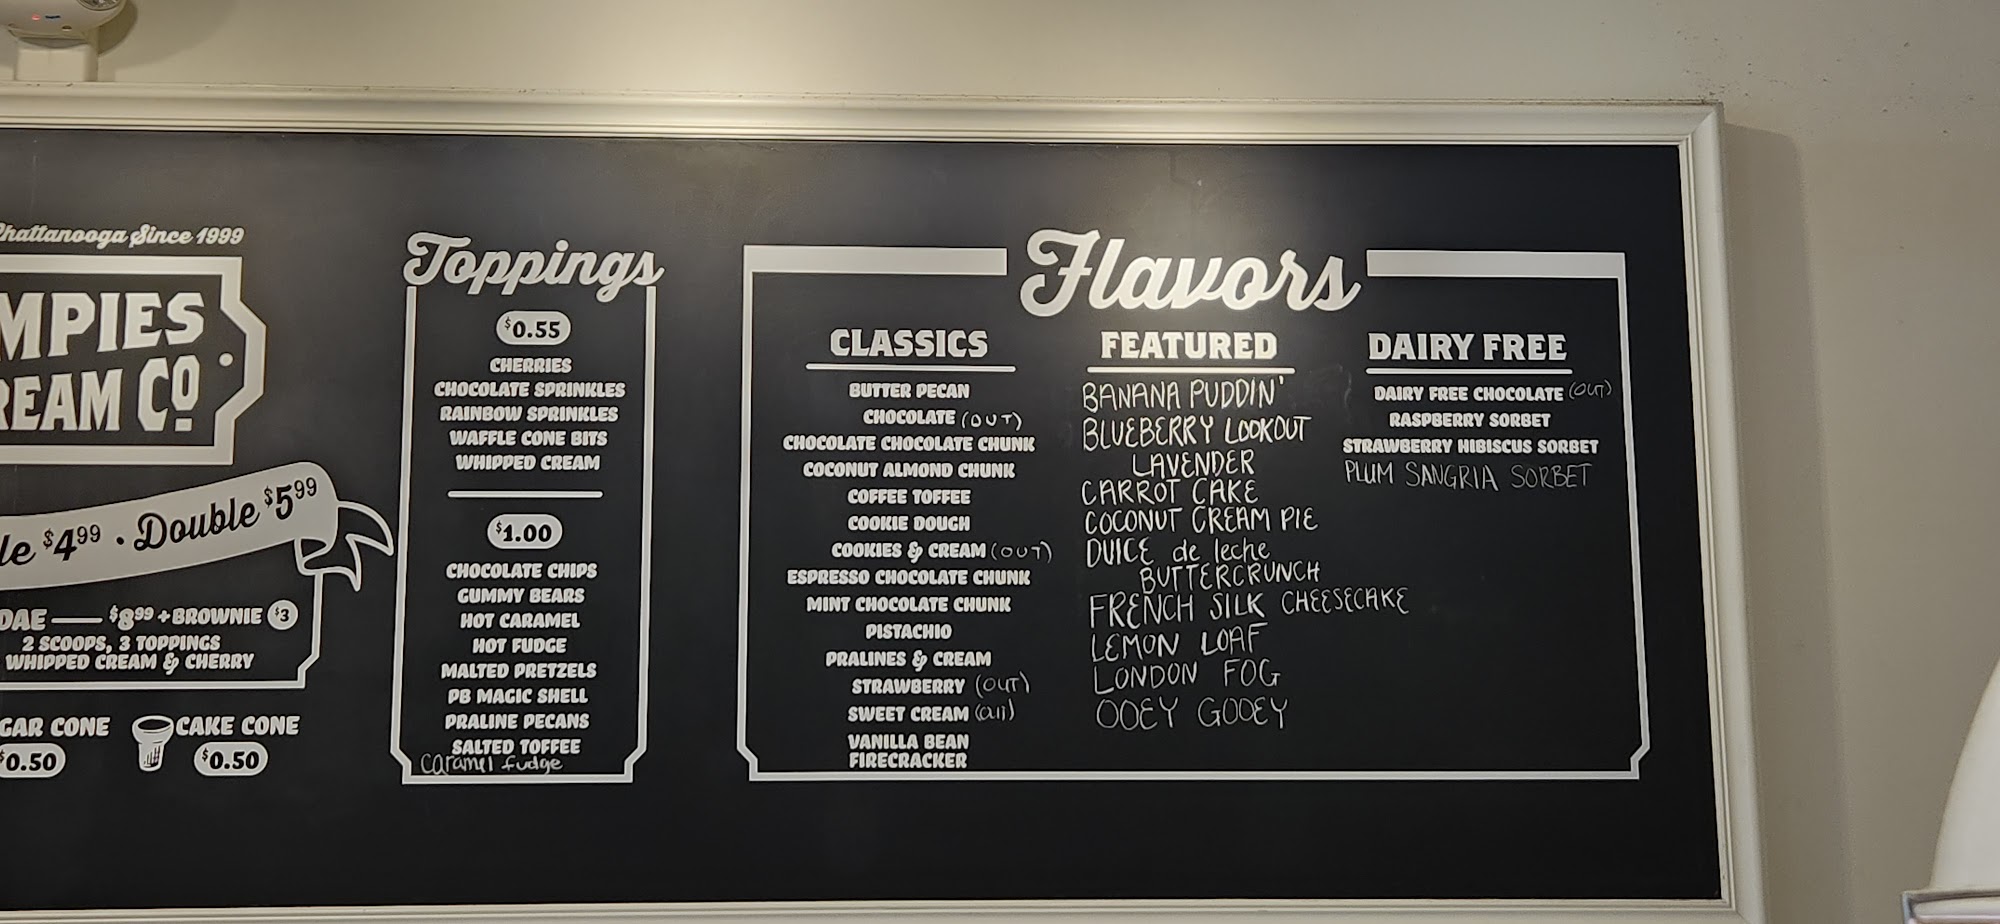 Chattanooga Since 1999
MPIES
REAM CO.
le $4.99 · Double $5.99
DAE — $8.99 + BROWNIE $3
2 SCOOPS, 3 TOPPINGS
WHIPPED CREAM & CHERRY
GAR CONE
$0.50
CAKE CONE
$0.50
Toppings
$0.55
CHERRIES
CHOCOLATE SPRINKLES
RAINBOW SPRINKLES
WAFFLE CONE BITS
WHIPPED CREAM
$1.00
CHOCOLATE CHIPS
GUMMY BEARS
HOT CARAMEL
HOT FUDGE
MALTED PRETZELS
PB MAGIC SHELL
PRALINE PECANS
SALTED TOFFEE
caramel fudge
Flavors
CLASSICS
BUTTER PECAN
CHOCOLATE (OUT)
CHOCOLATE CHOCOLATE CHUNK
COCONUT ALMOND CHUNK
COFFEE TOFFEE
COOKIE DOUGH
COOKIES & CREAM (OUT)
ESPRESSO CHOCOLATE CHUNK
MINT CHOCOLATE CHUNK
PISTACHIO
PRALINES & CREAM
STRAWBERRY (OUT)
SWEET CREAM
VANILLA BEAN
FIRECRACKER
FEATURED
BANANA PUDDIN'
BLUEBERRY LOOKOUT
LAVENDER
CARROT CAKE
COCONUT CREAM PIE
DULCE de leche
BUTTERCRUNCH
FRENCH SILK CHEESECAKE
LEMON LOAF
LONDON FOG
OOEY GOOEY
DAIRY FREE
DAIRY FREE CHOCOLATE (OUT)
RASPBERRY SORBET
STRAWBERRY HIBISCUS SORBET
PLUM SANGRIA SORBET